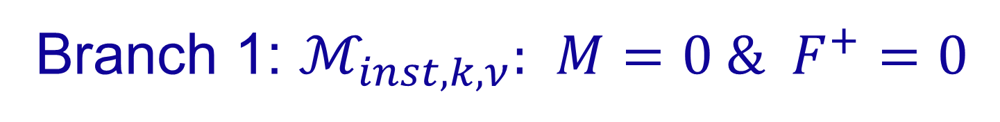 Branch 1: ℳ_{inst,k,ν}: M = 0 & F⁺ = 0